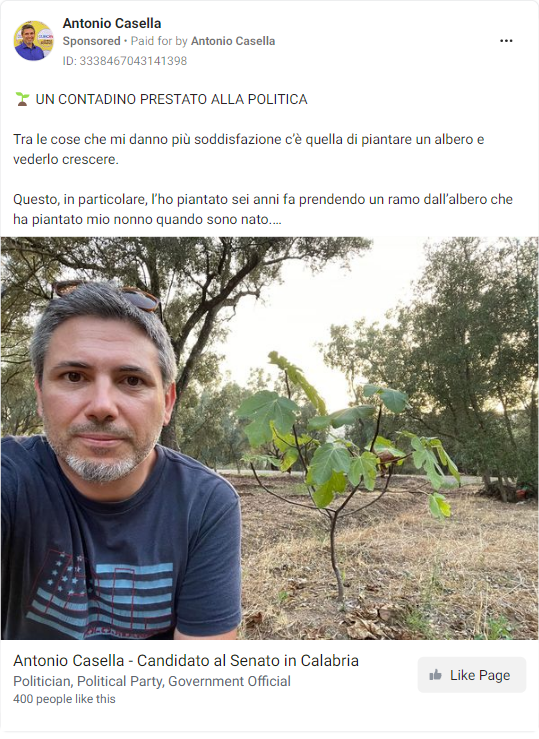 Antonio Casella
Sponsored • Paid for by Antonio Casella
ID: 3338467043141398
UN CONTADINO PRESTATO ALLA POLITICA
Tra le cose che mi danno più soddisfazione c'è quella di piantare un albero e
vederlo crescere.
Questo, in particolare, l'ho piantato sei anni fa prendendo un ramo dall'albero che
ha piantato mio nonno quando sono nato....
Antonio Casella - Candidato al Senato in Calabria
Politician, Political Party, Government Official
400 people like this
Like Page